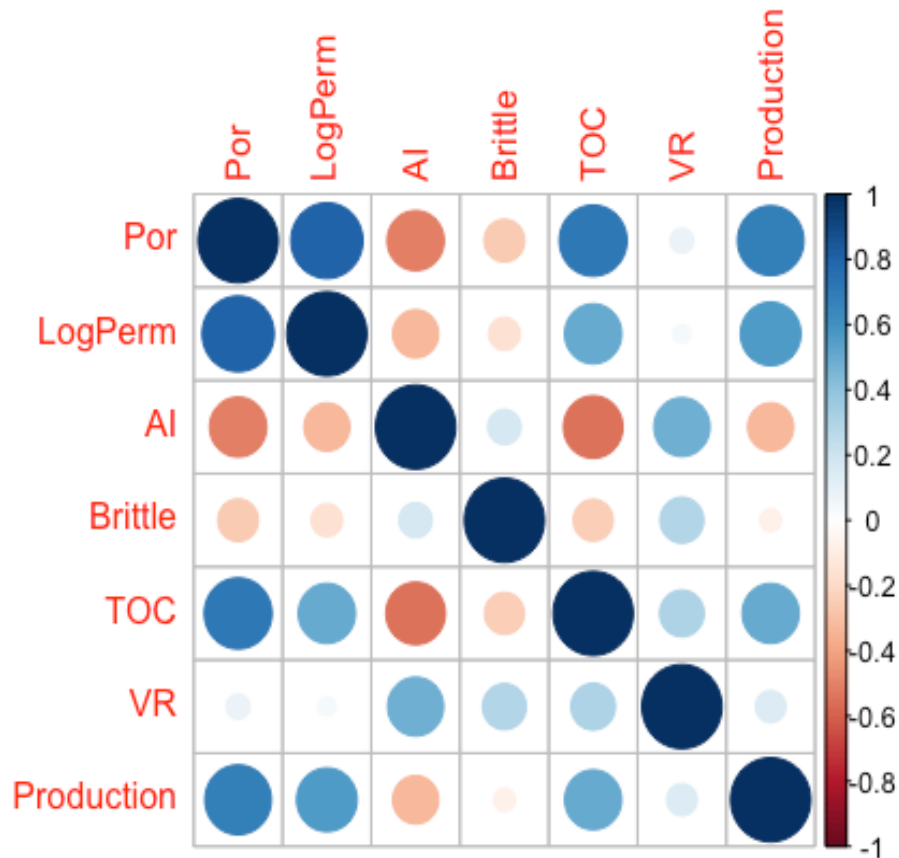 Por
LogPerm
AI
Brittle
TOC
VR
Production
Por
LogPerm
AI
Brittle
TOC
VR
Production
1
0.8
0.6
0.4
0.2
0
-0.2
-0.4
-0.6
-0.8
-1